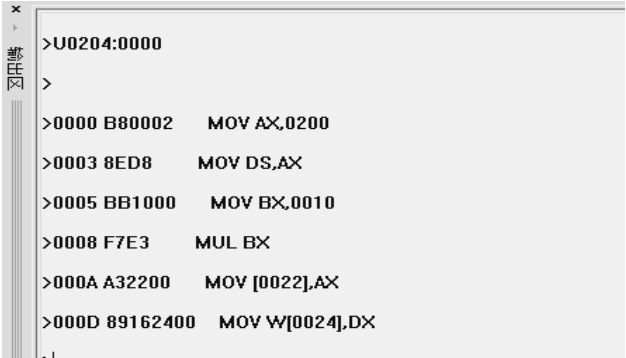 >U0204:0000
>
>0000 B80002 MOV AX,0200
>0003 8ED8 MOV DS,AX
>0005 BB1000 MOV BX,0010
>0008 F7E3 MUL BX
>000A A32200 MOV [0022],AX
>000D 89162400 MOV W[0024],DX